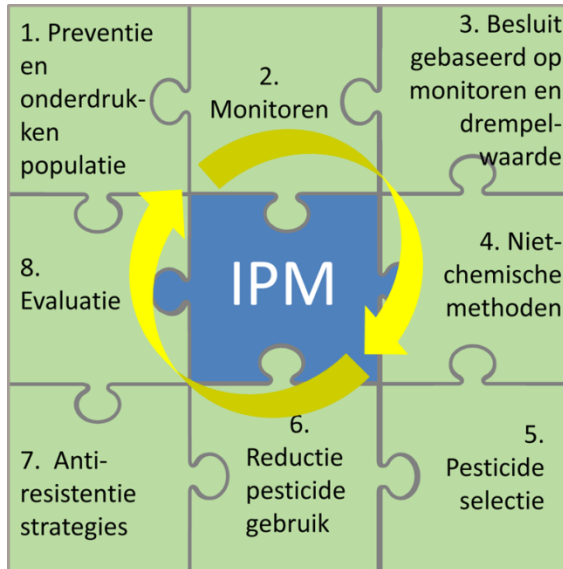 1. Preventie
en
onderdruk-
ken
populatie
2.
Monitoren
3. Besluit
gebaseerd op
monitoren en
drempel-
waarde
8.
Evaluatie
IPM
4. Niet-
chemische
methoden
7. Anti-
resistentie
strategies
6.
Reductie
pesticide
gebruik
5.
Pesticide
selectie